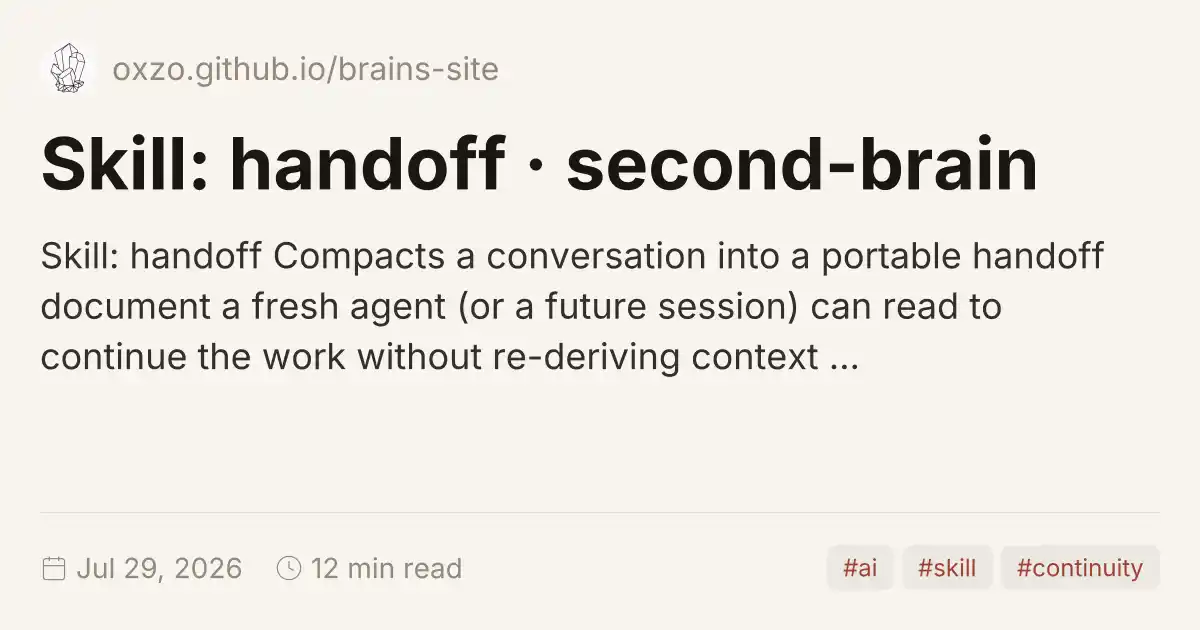 oxzo.github.io/brains-site
Skill: handoff · second-brain
Skill: handoff Compacts a conversation into a portable handoff
document a fresh agent (or a future session) can read to
continue the work without re-deriving context ...
Jul 29, 2026 12 min read #ai #skill #continuity